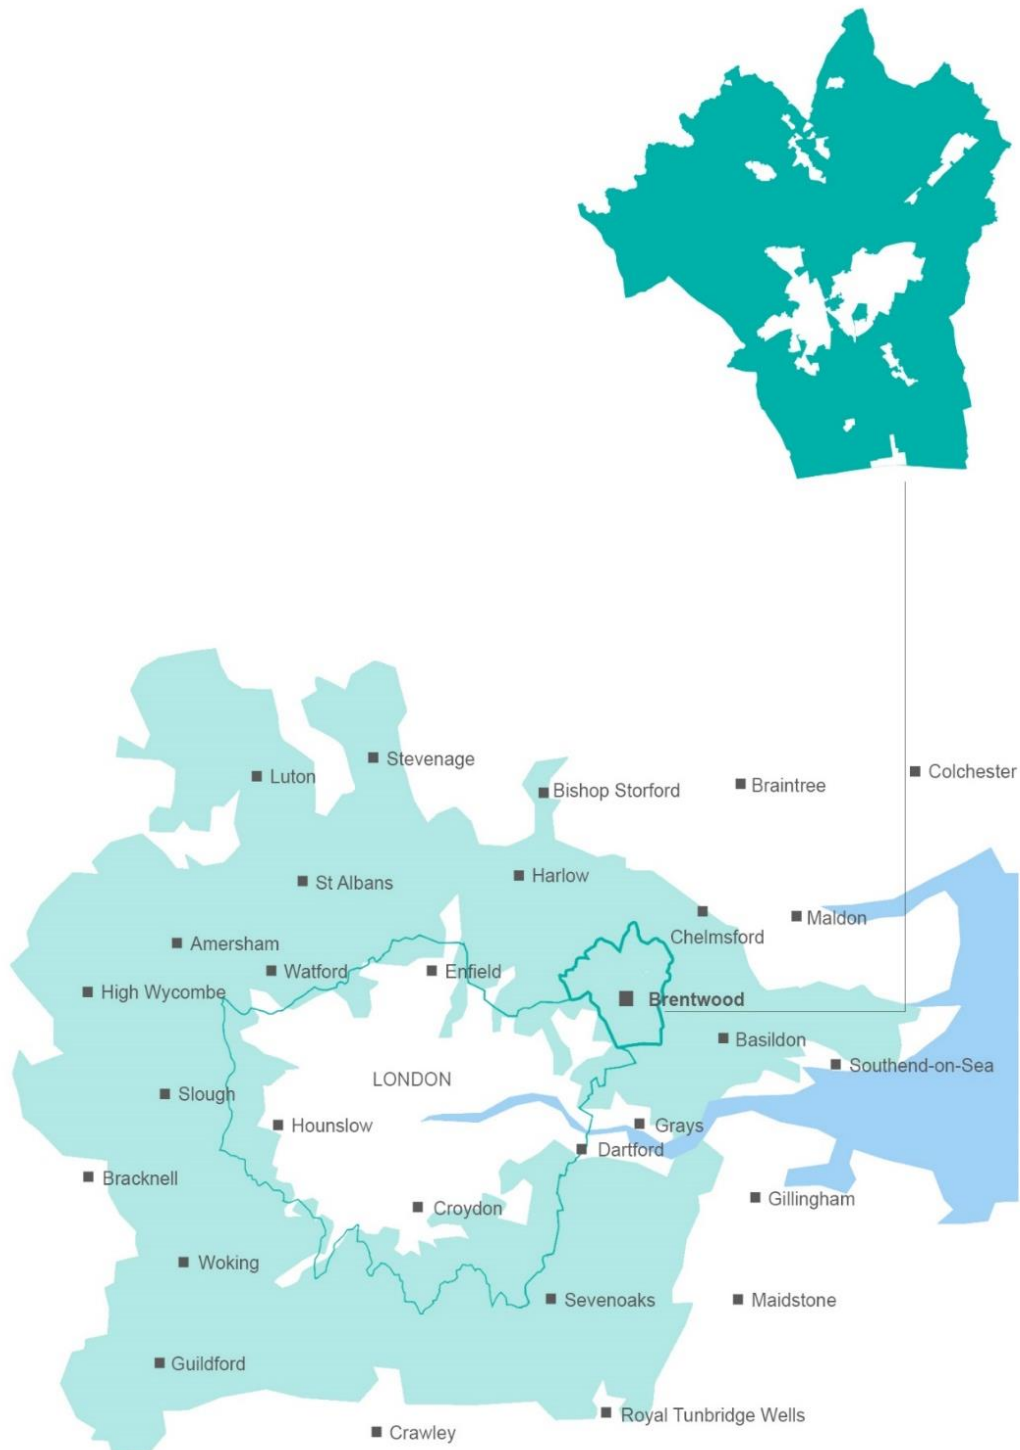 Stevenage
Colchester
Luton
Braintree
Bishop Storford
St Albans
Harlow
Chelmsford
Maldon
Amersham
Watford
Enfield
High Wycombe
Brentwood
Basildon
Southend-on-Sea
LONDON
Slough
Hounslow
Grays
Dartford
Bracknell
Gillingham
Croydon
Woking
Sevenoaks
Maidstone
Guildford
Royal Tunbridge Wells
Crawley